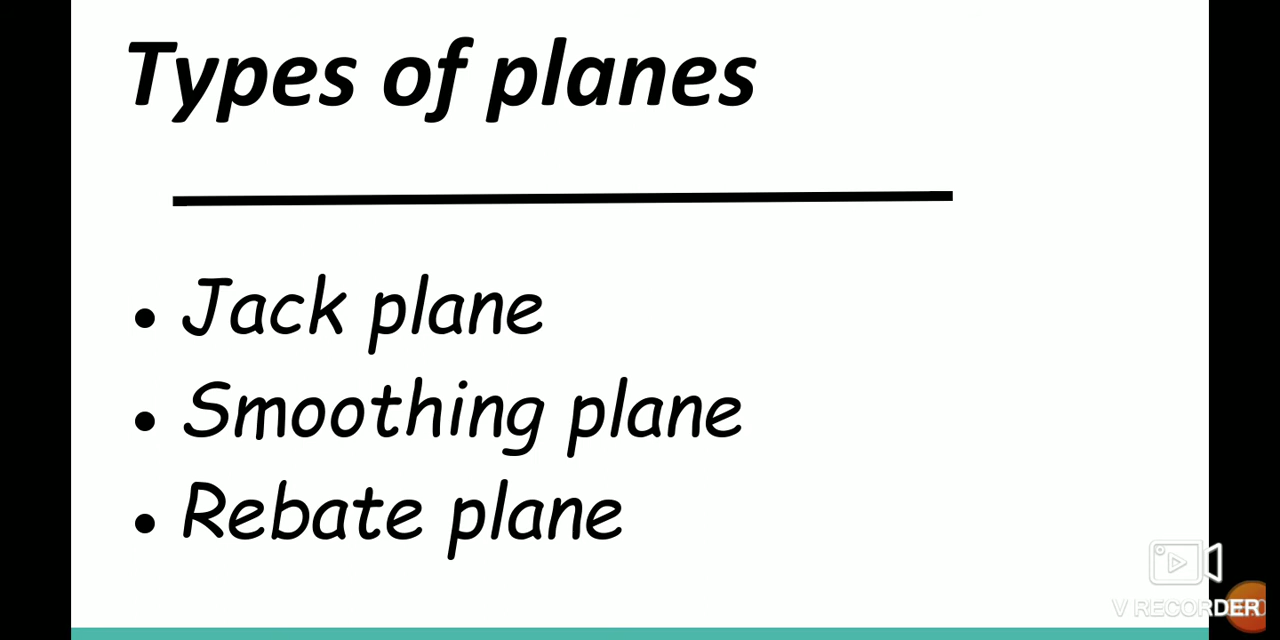 Types of planes
Jack plane
Smoothing plane
Rebate plane
V RECORDER